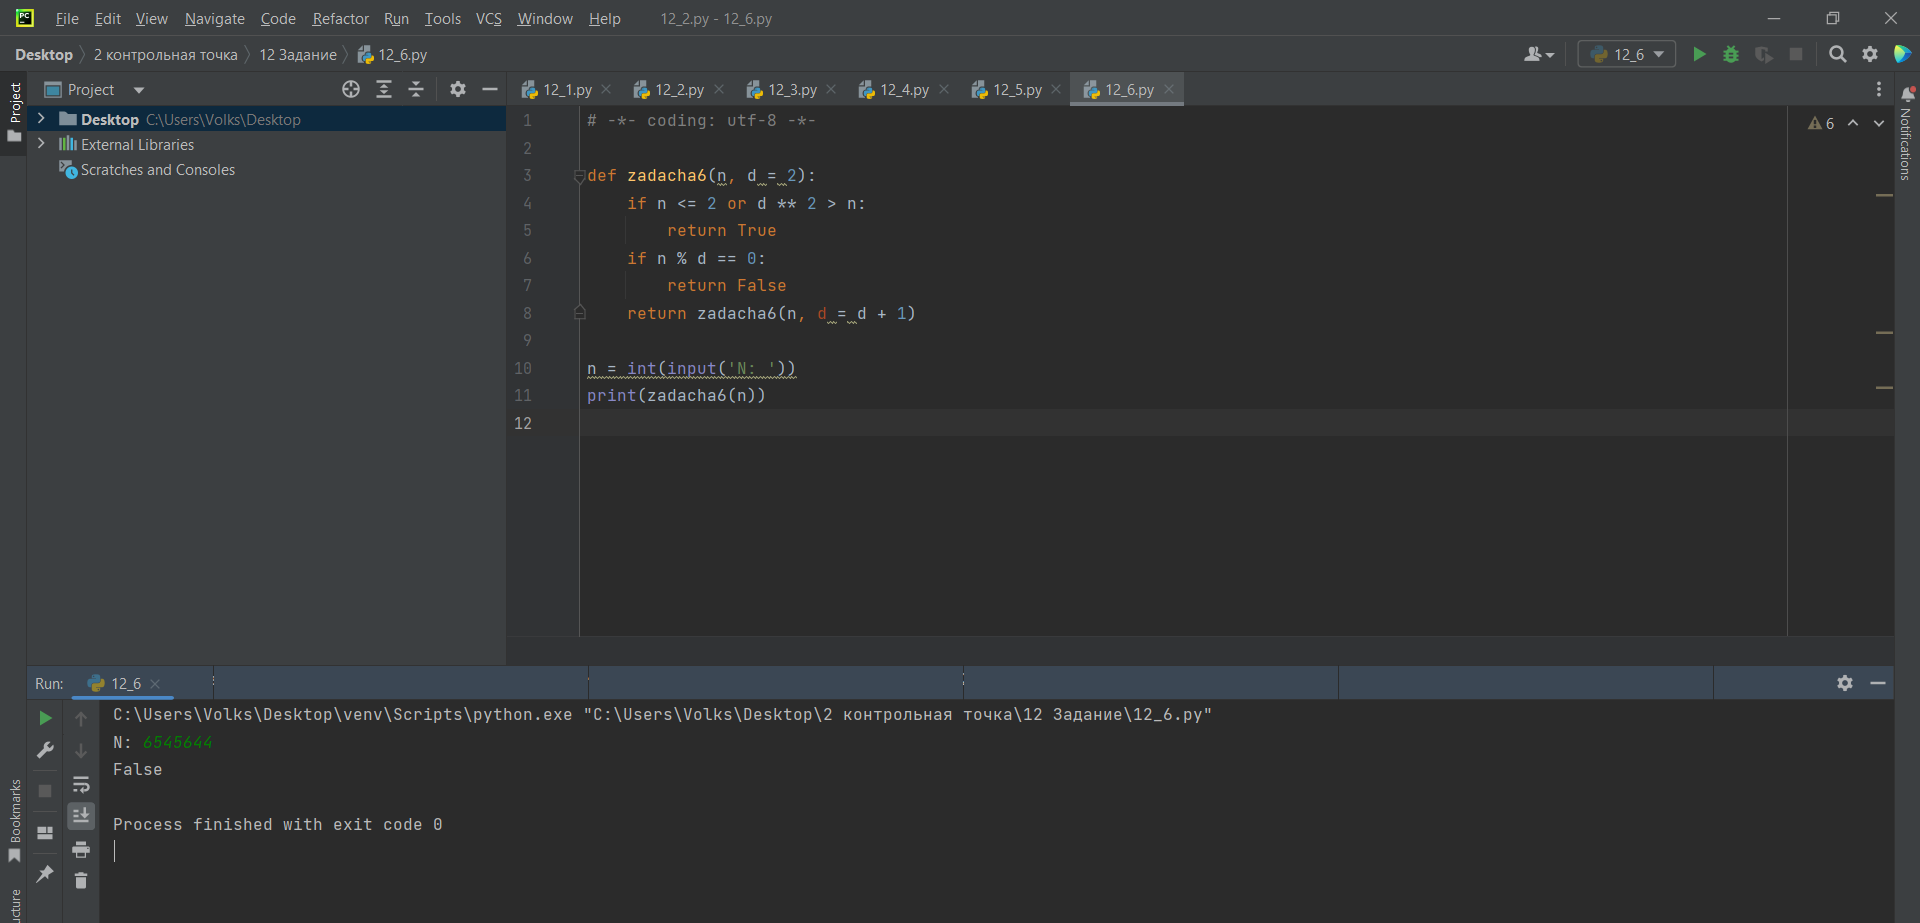 File Edit View Navigate Code Refactor Run Tools VCS Window Help 12_2.py - 12_6.py
Desktop 2 контрольная точка 12 Задание 12_6.py 12_6
Project
Project 12_1.py 12_2.py 12_3.py 12_4.py 12_5.py 12_6.py
Desktop C:\Users\Volks\Desktop
External Libraries
Scratches and Consoles
6
Notifications
1 # -*- coding: utf-8 -*-
2
3 def zadacha6(n, d = 2):
4 if n <= 2 or d ** 2 > n:
5 return True
6 if n % d == 0:
7 return False
8 return zadacha6(n, d = d + 1)
9
10 n = int(input('N: '))
11 print(zadacha6(n))
12
Run: 12_6
C:\Users\Volks\Desktop\venv\Scripts\python.exe "C:\Users\Volks\Desktop\2 контрольная точка\12 Задание\12_6.py"
N: 6545644
False
Process finished with exit code 0
Bookmarks